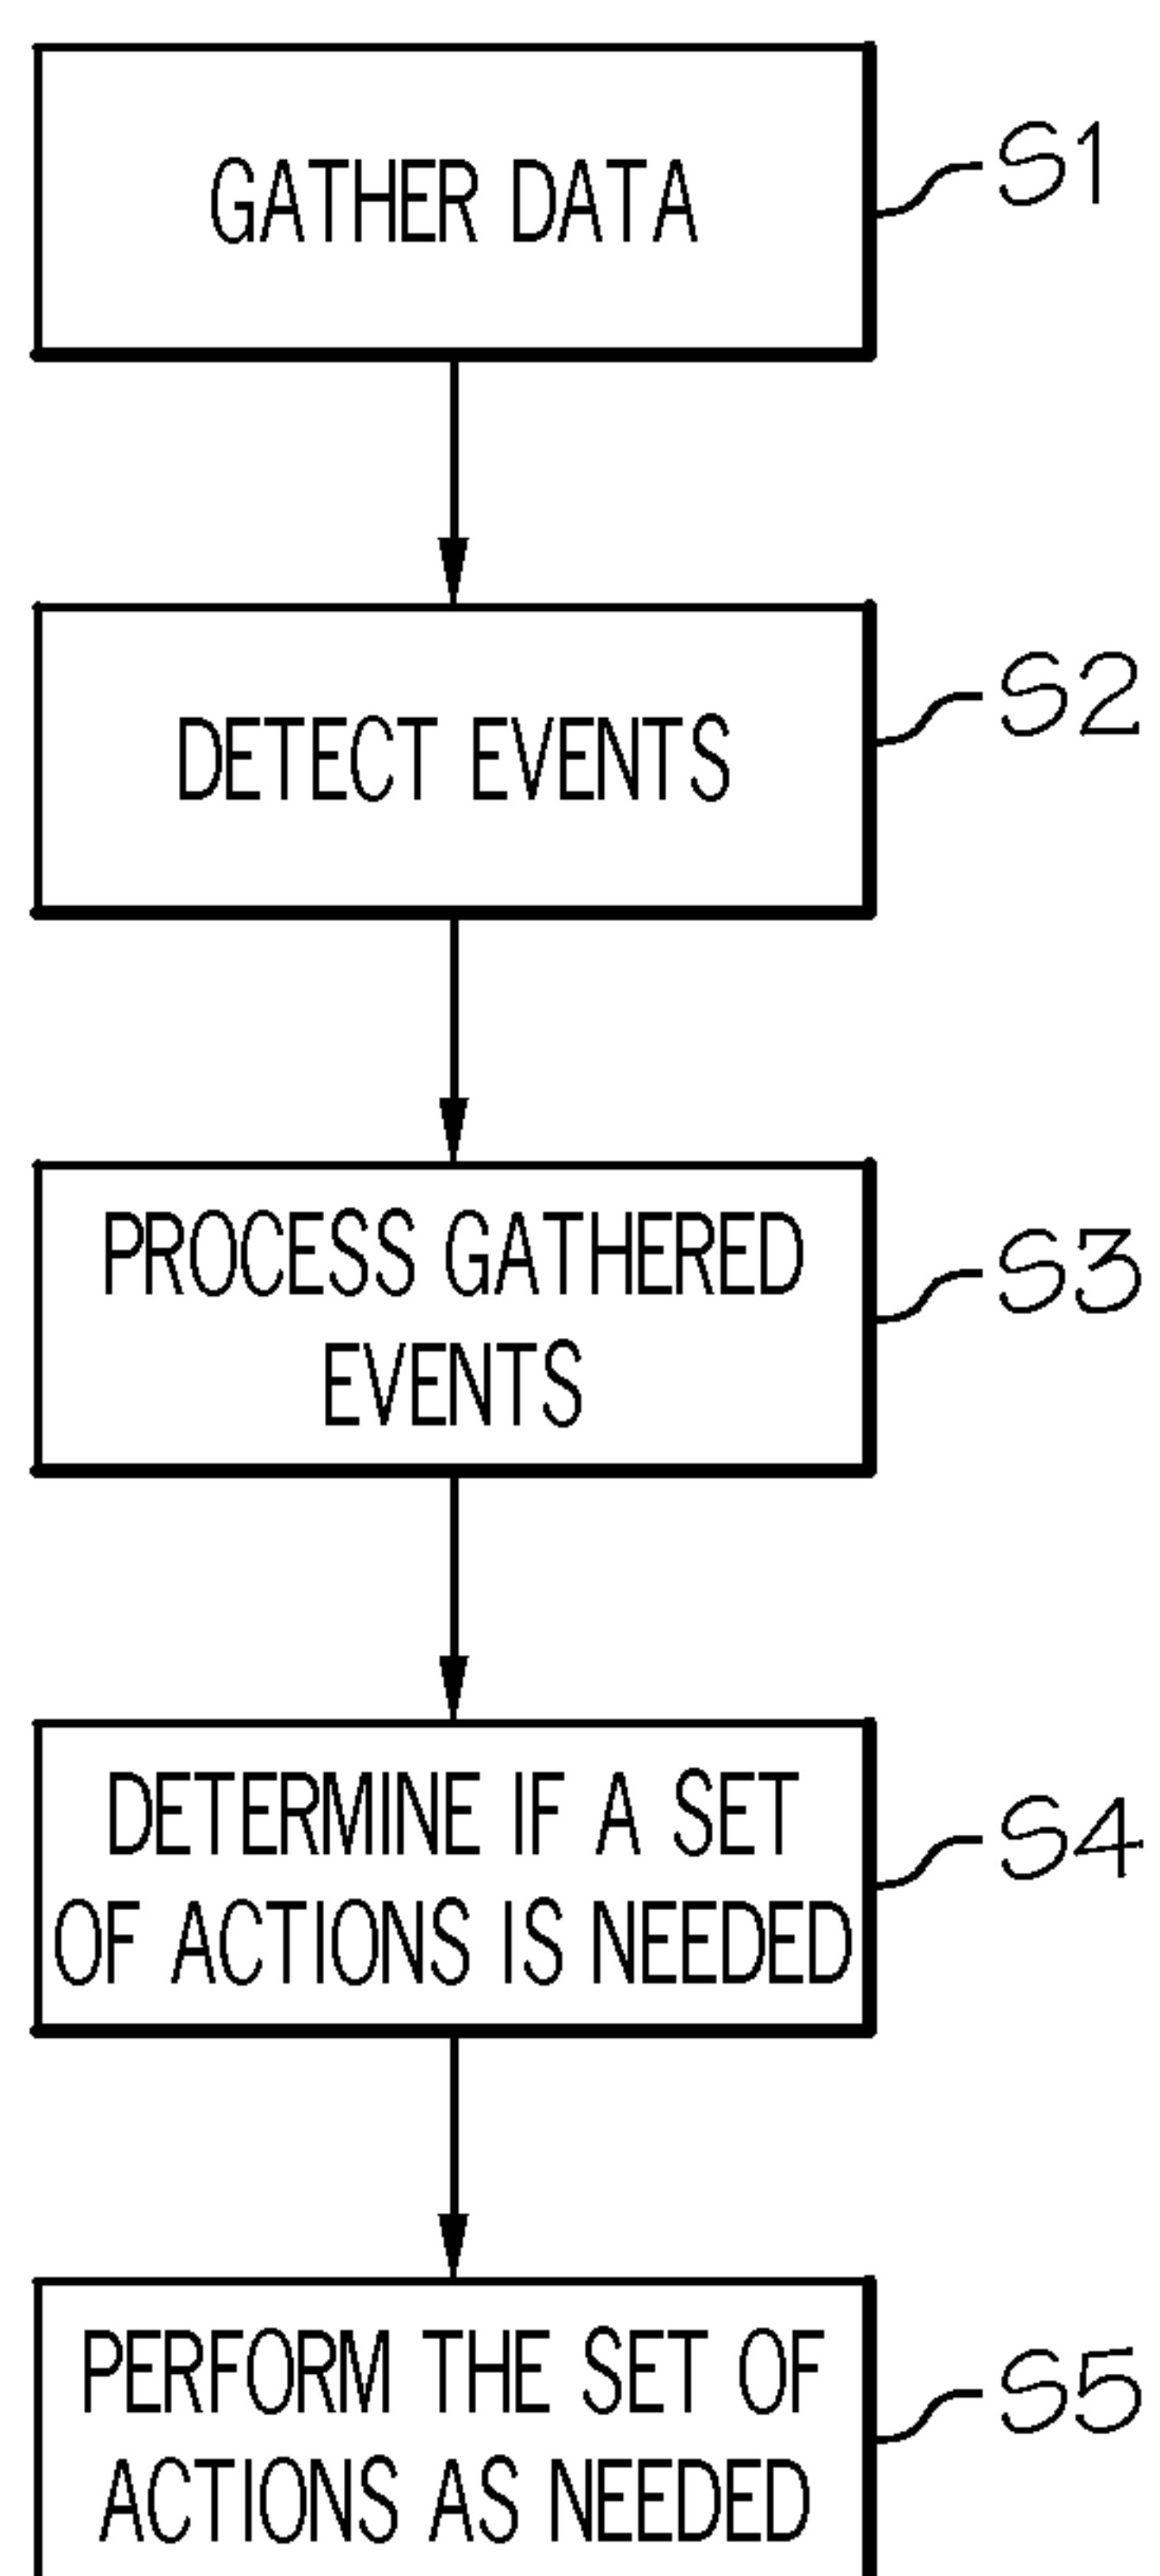 GATHER DATA
S1
DETECT EVENTS
S2
PROCESS GATHERED
EVENTS
S3
DETERMINE IF A SET
OF ACTIONS IS NEEDED
S4
PERFORM THE SET OF
ACTIONS AS NEEDED
S5